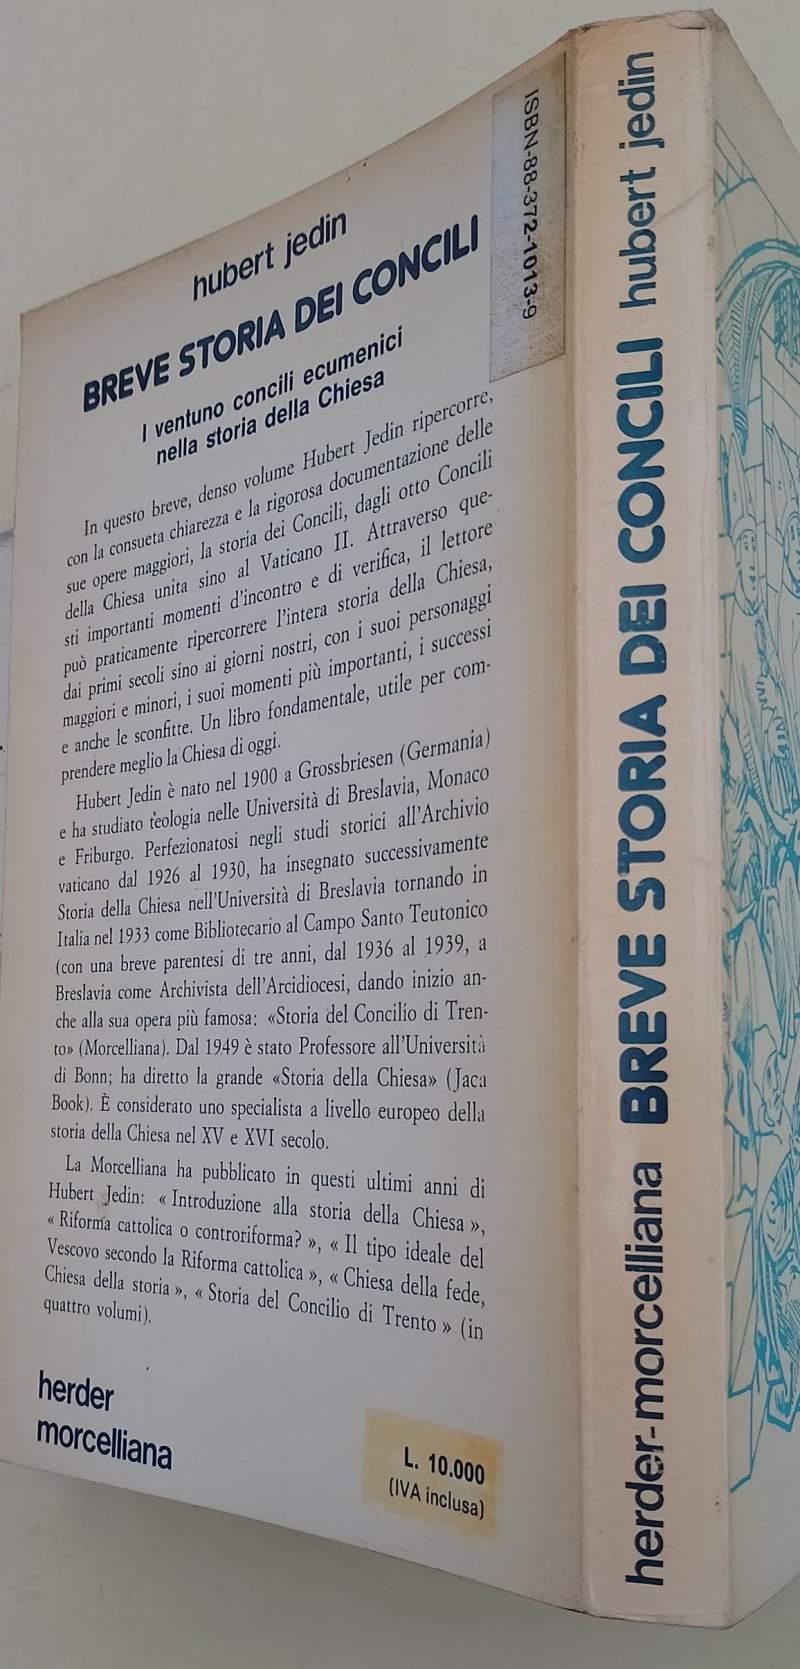 hubert jedin
BREVE STORIA DEI CONCILI
I ventuno concili ecumenici
nella storia della Chiesa
In questo breve, denso volume Hubert Jedin ripercorre,
con la consueta chiarezza e la rigorosa documentazione delle
sue opere maggiori, la storia dei Concili, dagli otto Concili
della Chiesa unita sino al Vaticano II. Attraverso que-
sti importanti momenti d'incontro e di verifica, il lettore
può praticamente ripercorrere l'intera storia della Chiesa,
dai primi secoli sino ai giorni nostri, con i suoi personaggi
maggiori e minori, i suoi momenti più importanti, i successi
e anche le sconfitte. Un libro fondamentale, utile per com-
prendere meglio la Chiesa di oggi.
Hubert Jedin è nato nel 1900 a Grossbriesen (Germania)
e ha studiato teologia nelle Università di Breslavia, Monaco
e Friburgo. Perfezionatosi negli studi storici all'Archivio
vaticano dal 1926 al 1930, ha insegnato successivamente
Storia della Chiesa nell'Università di Breslavia tornando in
Italia nel 1933 come Bibliotecario al Campo Santo Teutonico
(con una breve parentesi di tre anni, dal 1936 al 1939, a
Breslavia come Archivista dell'Arcidiocesi, dando inizio an-
che alla sua opera più famosa: «Storia del Concilio di Tren-
to» (Morcelliana). Dal 1949 è stato Professore all'Università
di Bonn; ha diretto la grande «Storia della Chiesa» (Jaca
Book). È considerato uno specialista a livello europeo della
storia della Chiesa nel XV e XVI secolo.
La Morcelliana ha pubblicato in questi ultimi anni di
Hubert Jedin: « Introduzione alla storia della Chiesa »,
« Riforma cattolica o controriforma? », « Il tipo ideale del
Vescovo secondo la Riforma cattolica », « Chiesa della fede,
Chiesa della storia », « Storia del Concilio di Trento » (in
quattro volumi).
herder
morcelliana
L. 10.000
(IVA inclusa)
ISBN-88-372-1013-9
herder-morcelliana BREVE STORIA DEI CONCILI hubert jedin